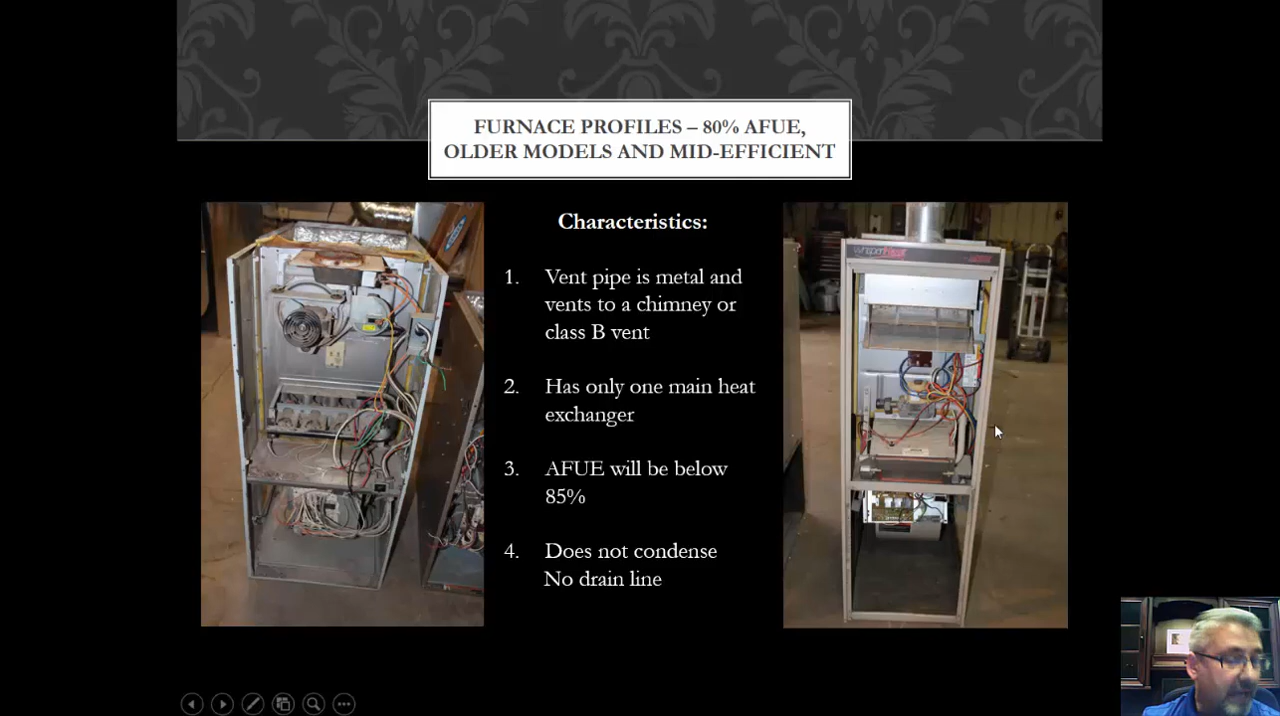 FURNACE PROFILES – 80% AFUE,
OLDER MODELS AND MID-EFFICIENT
Characteristics:
1. Vent pipe is metal and
vents to a chimney or
class B vent
2. Has only one main heat
exchanger
3. AFUE will be below
85%
4. Does not condense
No drain line